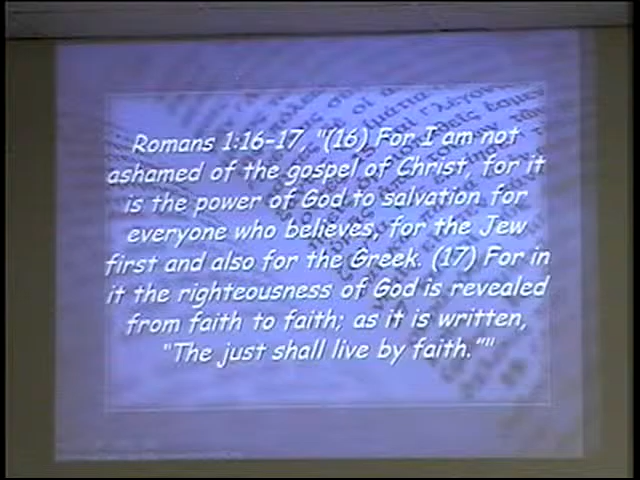 Romans 1:16-17, "(16) For I am not
ashamed of the gospel of Christ, for it
is the power of God to salvation for
everyone who believes, for the Jew
first and also for the Greek. (17) For in
it the righteousness of God is revealed
from faith to faith; as it is written,
"The just shall live by faith.""